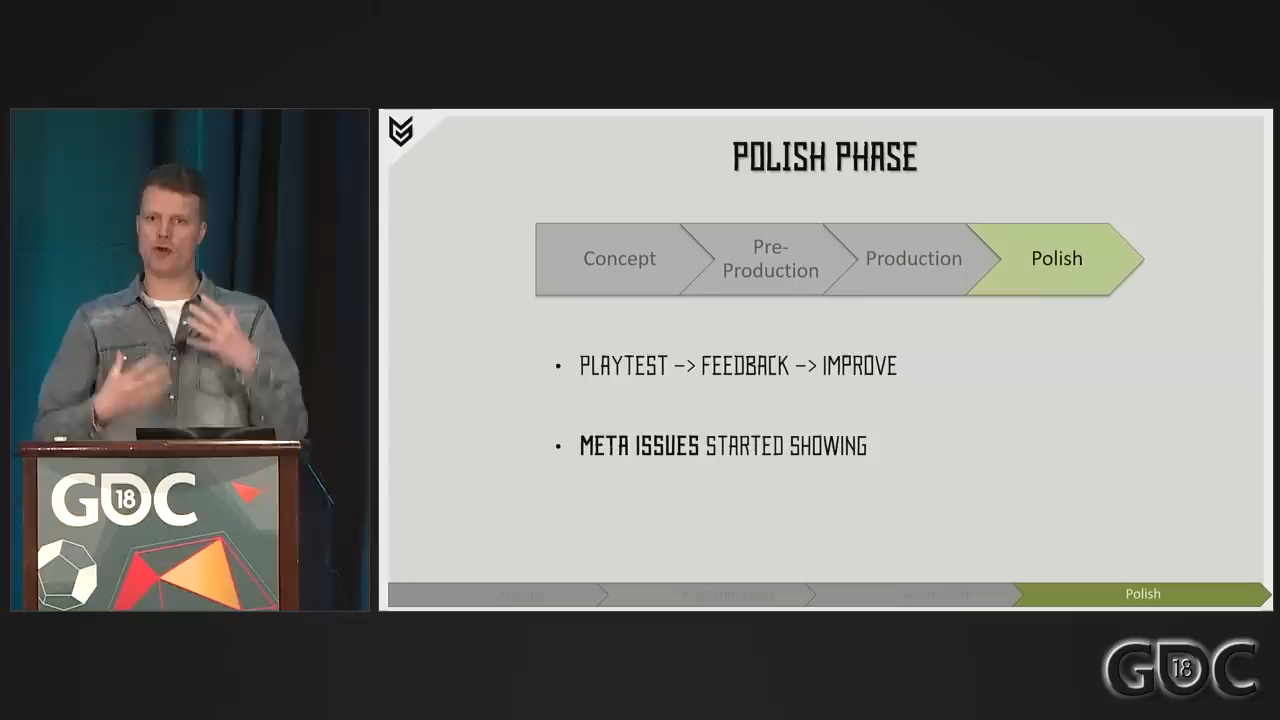 POLISH PHASE
Concept
Pre-
Production
Production
Polish
• PLAYTEST -> FEEDBACK -> IMPROVE
• META ISSUES STARTED SHOWING
Polish
GDC
18
GDC
18